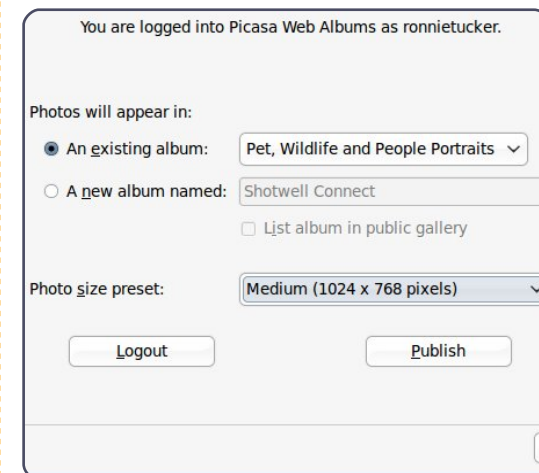 You are logged into Picasa Web Albums as ronnietucker.
Photos will appear in:
An existing album: Pet, Wildlife and People Portraits
A new album named: Shotwell Connect
List album in public gallery
Photo size preset: Medium (1024 x 768 pixels)
Logout Publish